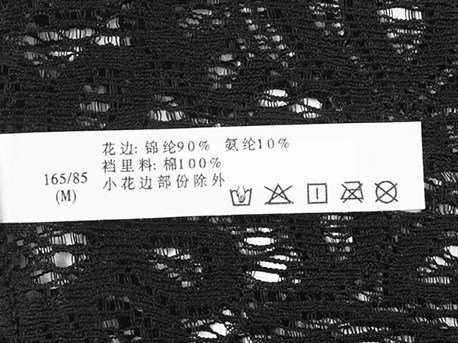 花边:锦纶90% 氨纶10%
裆里料:棉100%
小花边部份除外
165/85
(M)